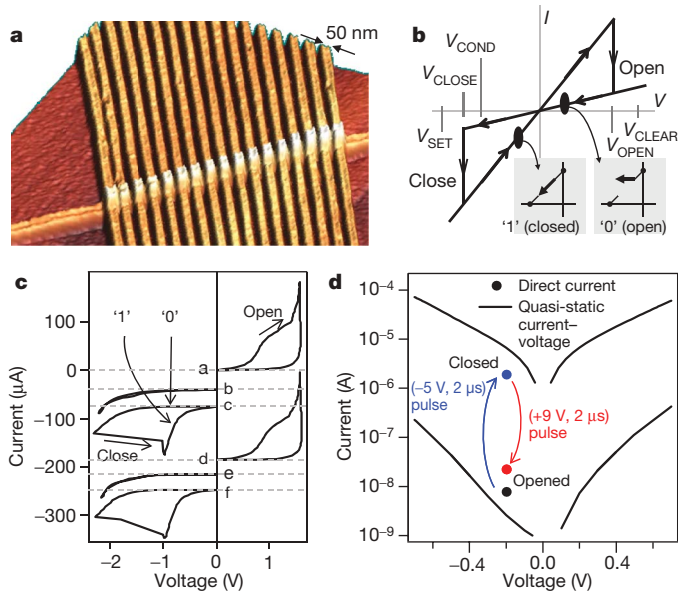 a
50 nm
b
I
V_COND
V_CLOSE
Open
V
V_SET
V_CLEAR
V_OPEN
Close
'1' (closed)
'0' (open)
c
'1'
'0'
Open
100
0
−100
−200
−300
a
b
c
d
e
f
Close
Current (μA)
−2
−1
0
1
Voltage (V)
d
Direct current
Quasi-static
current–
voltage
Closed
(−5 V, 2 μs)
pulse
(+9 V, 2 μs)
pulse
Opened
10⁻⁴
10⁻⁵
10⁻⁶
10⁻⁷
10⁻⁸
10⁻⁹
Current (A)
−0.4
0.0
0.4
Voltage (V)